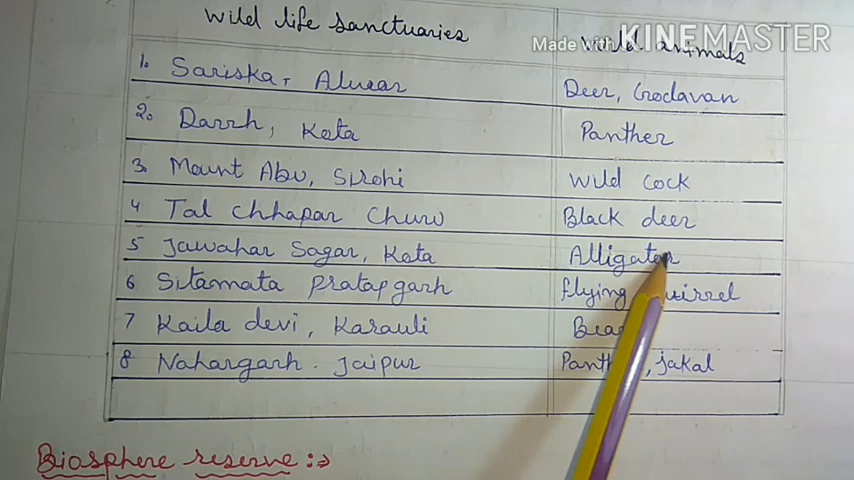 Wild life sanctuaries Wild animals
Made with KINEMASTER
1. Sariska, Alwar Deer, Godavan
2. Darrh, Kota Panther
3. Mount Abu, Sirohi Wild Cock
4 Tal Chhapar Churu Black deer
5 Jawahar Sagar, Kota Alligator
6 Sitamata Pratapgarh flying
7 Kaila devi, Karauli
8 Nahargarh. Jaipur jakal
Biosphere reserve :→